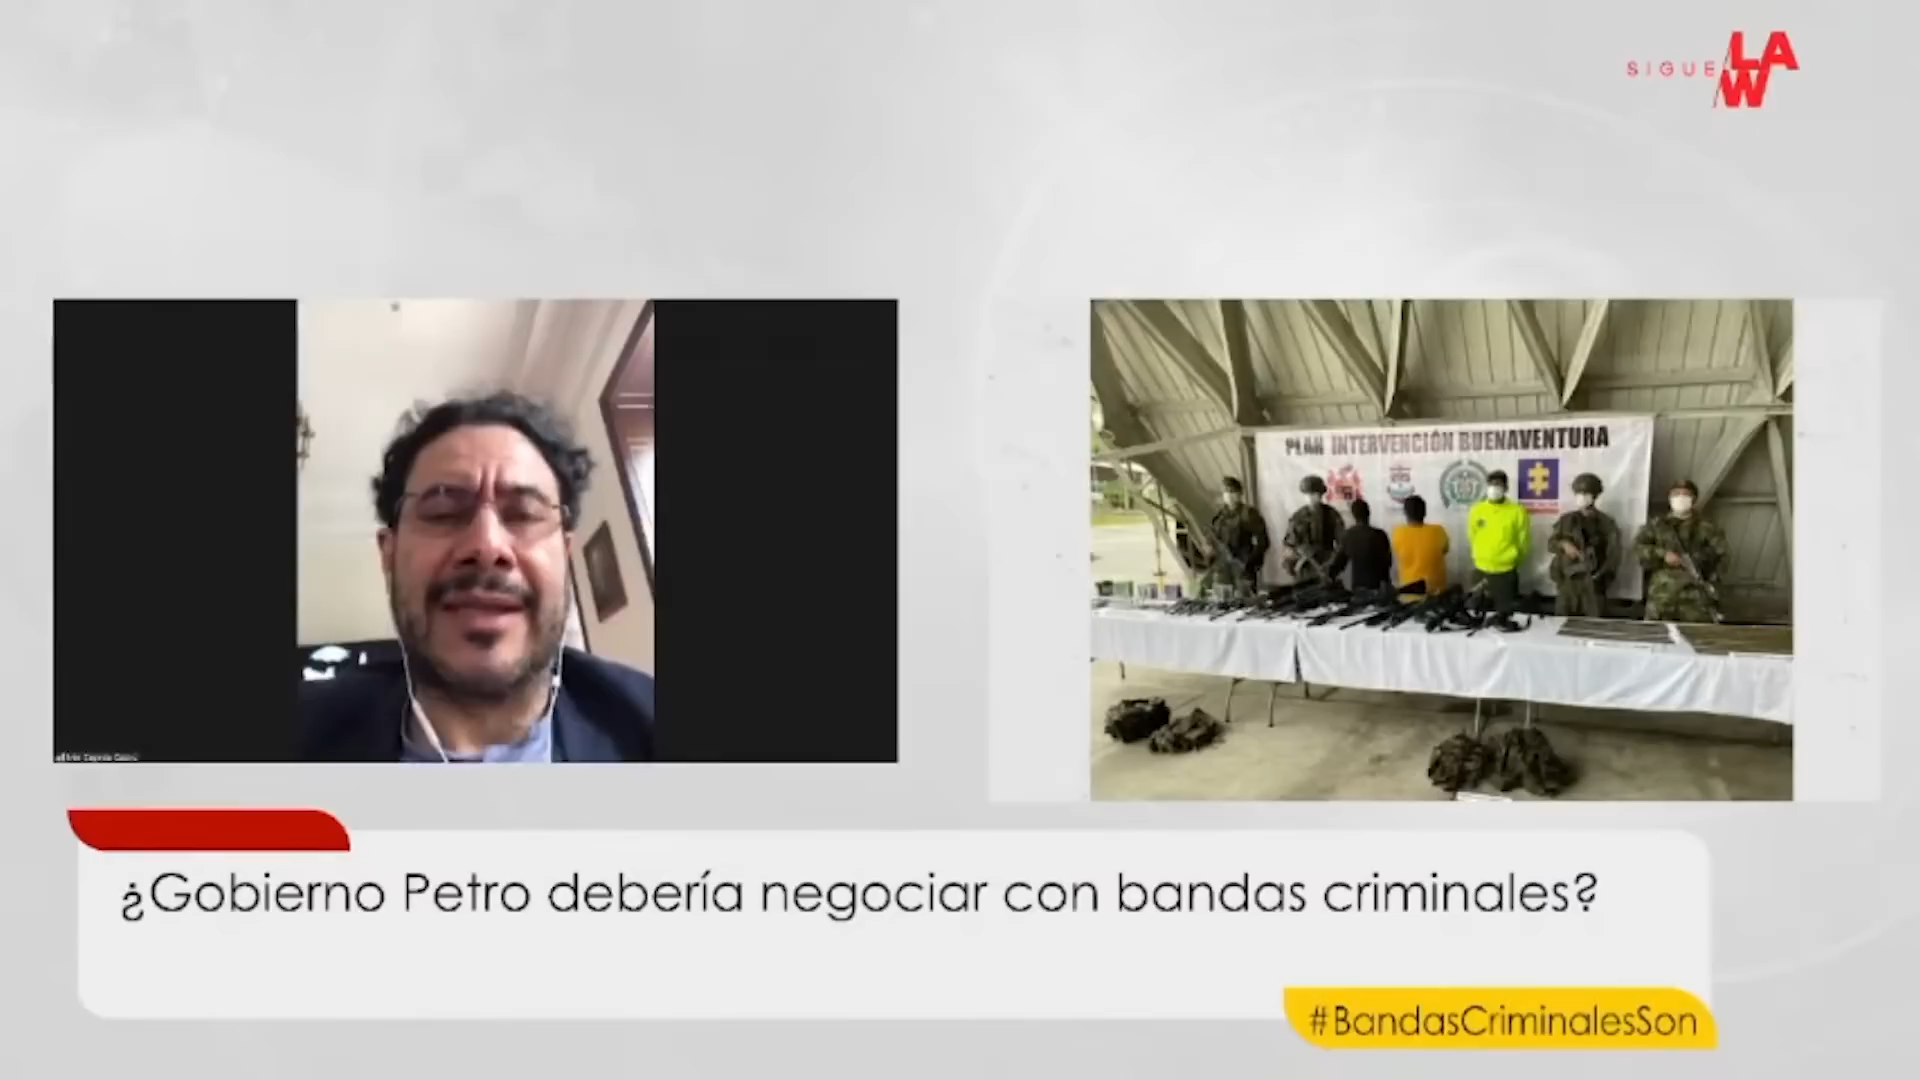 SIGUE LA W
PLAN INTERVENCIÓN BUENAVENTURA
¿Gobierno Petro debería negociar con bandas criminales?
#BandasCriminalesSon